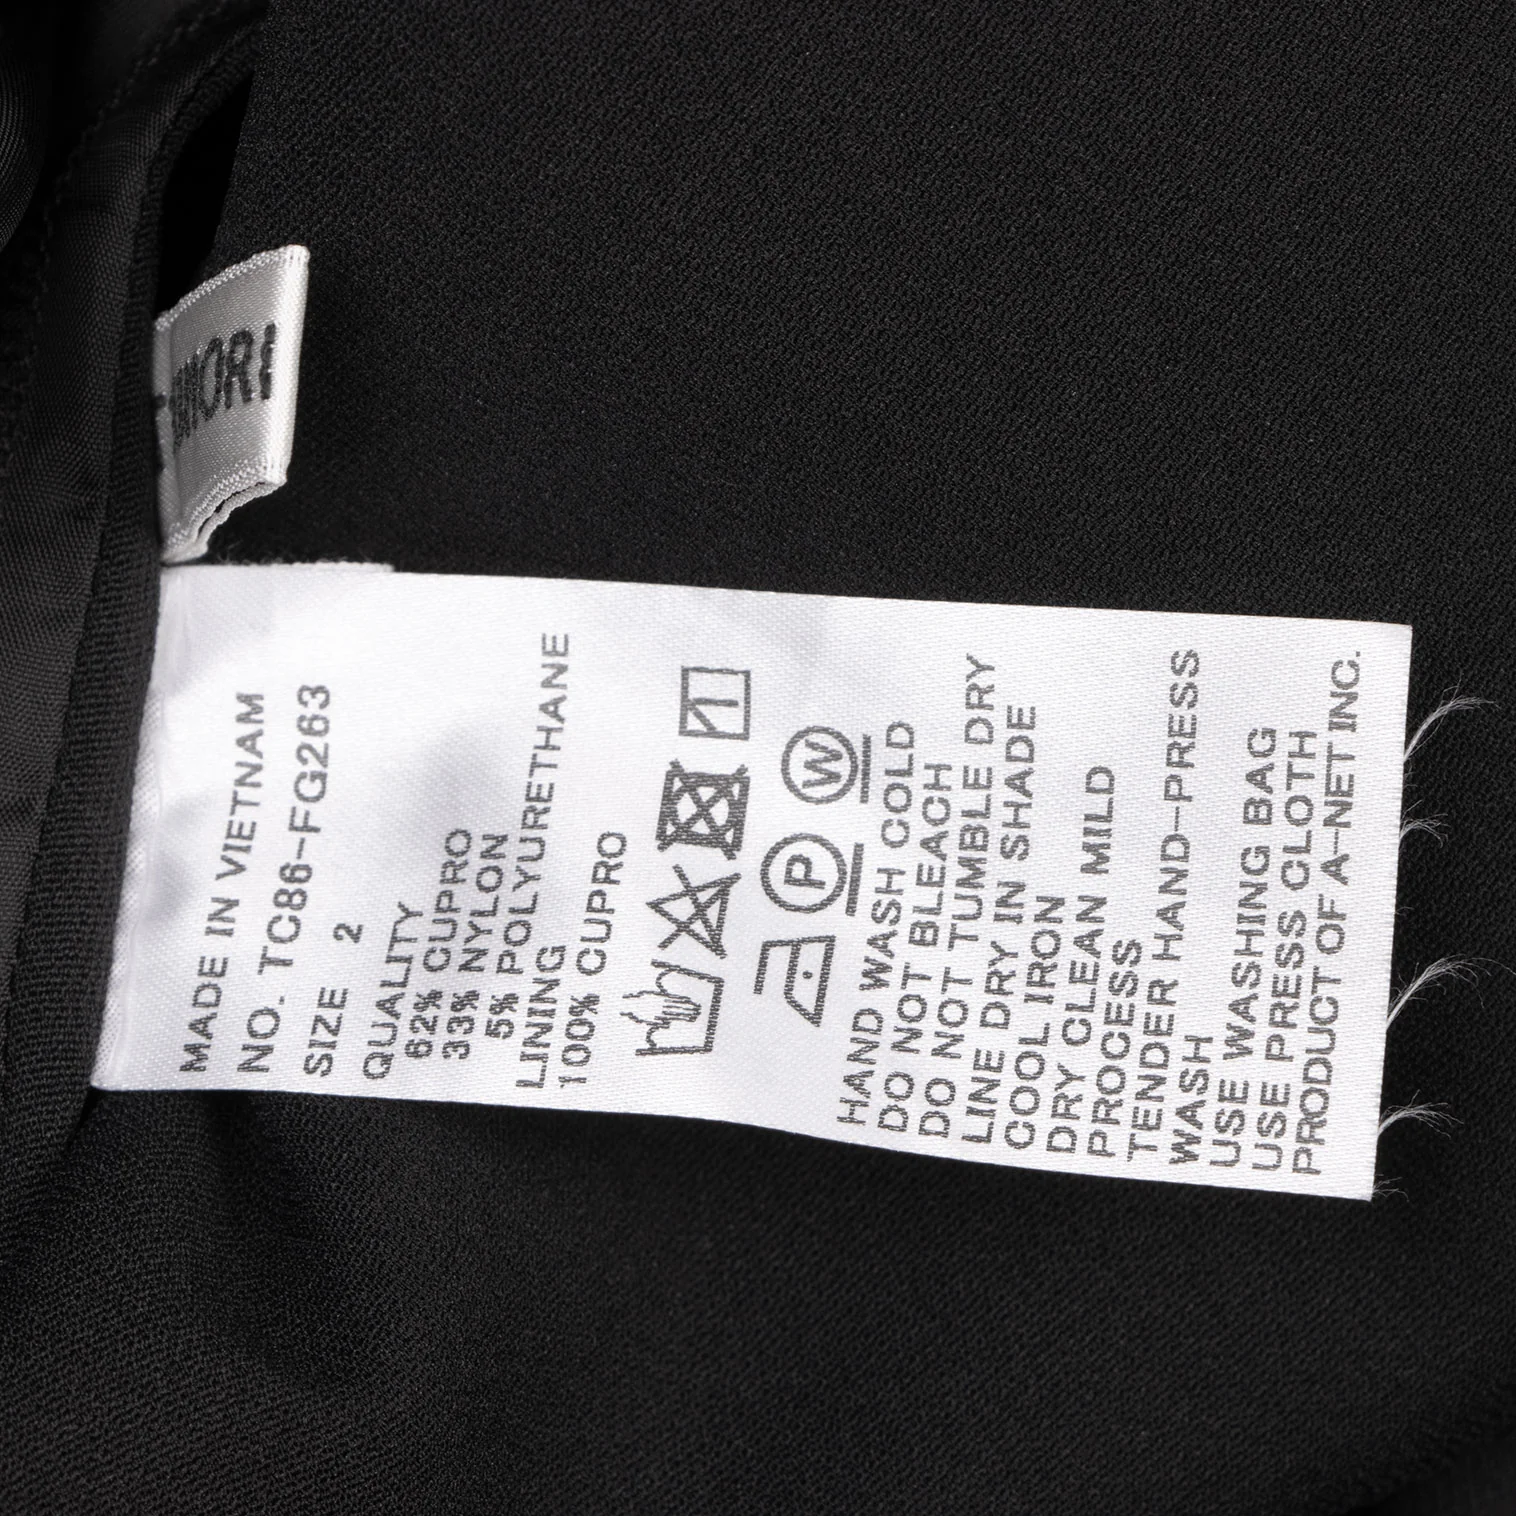 MADE IN VIETNAM
NO. TC86-FG263
SIZE 2
QUALITY
62% CUPRO
33% NYLON
5% POLYURETHANE
LINING
100% CUPRO
P W
HAND WASH COLD
DO NOT BLEACH
DO NOT TUMBLE DRY
LINE DRY IN SHADE
COOL IRON
DRY CLEAN MILD
PROCESS
TENDER HAND-PRESS
WASH
USE WASHING BAG
USE PRESS CLOTH
PRODUCT OF A-NET INC.